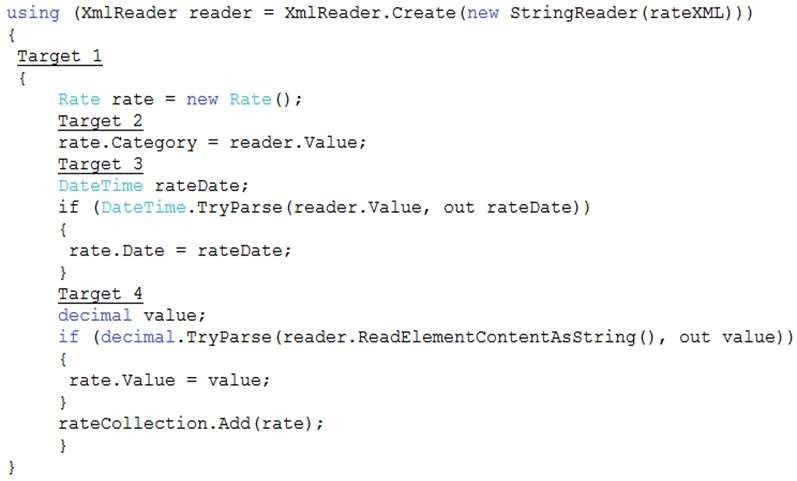 using (XmlReader reader = XmlReader.Create(new StringReader(rateXML)))
{
Target 1
{
Rate rate = new Rate();
Target 2
rate.Category = reader.Value;
Target 3
DateTime rateDate;
if (DateTime.TryParse(reader.Value, out rateDate))
{
rate.Date = rateDate;
}
Target 4
decimal value;
if (decimal.TryParse(reader.ReadElementContentAsString(), out value))
{
rate.Value = value;
}
rateCollection.Add(rate);
}
}